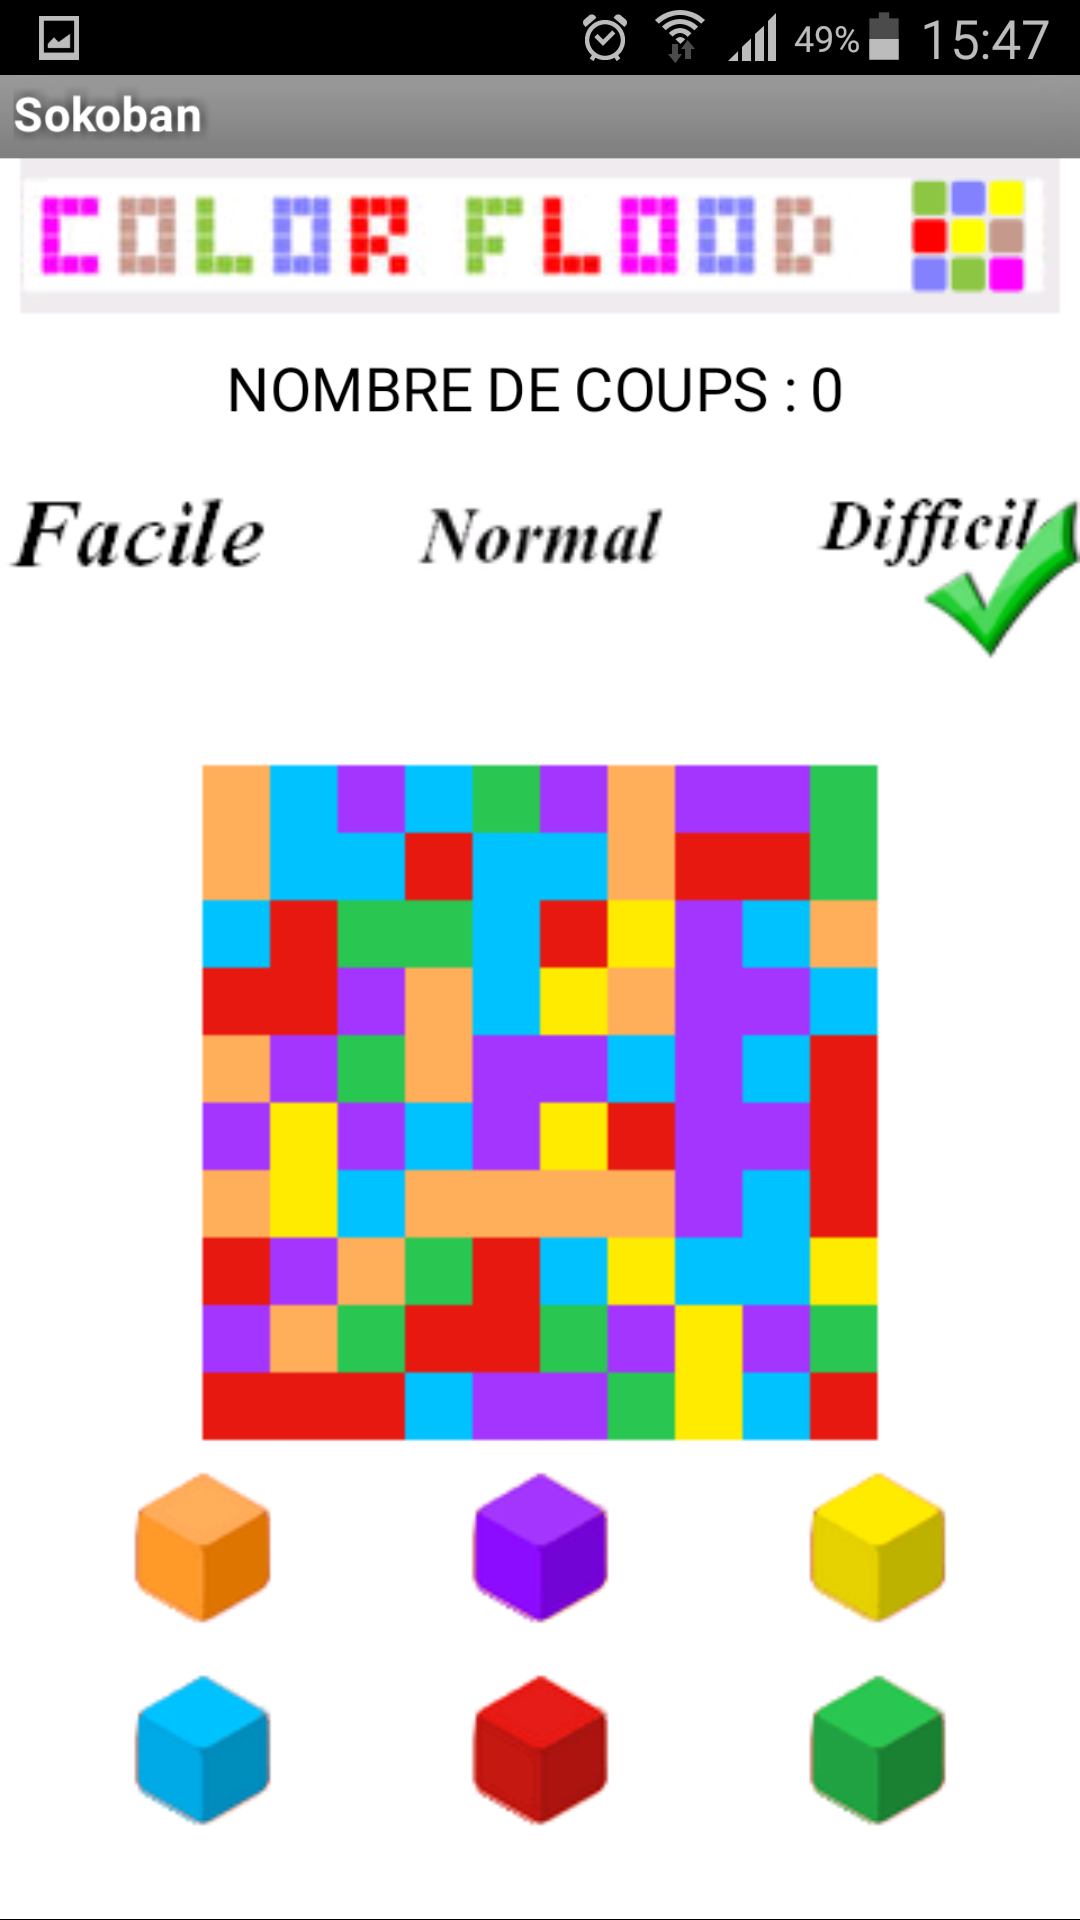 49% 15:47
Sokoban
COLOR FLOOD
NOMBRE DE COUPS : 0
Facile Normal Difficil